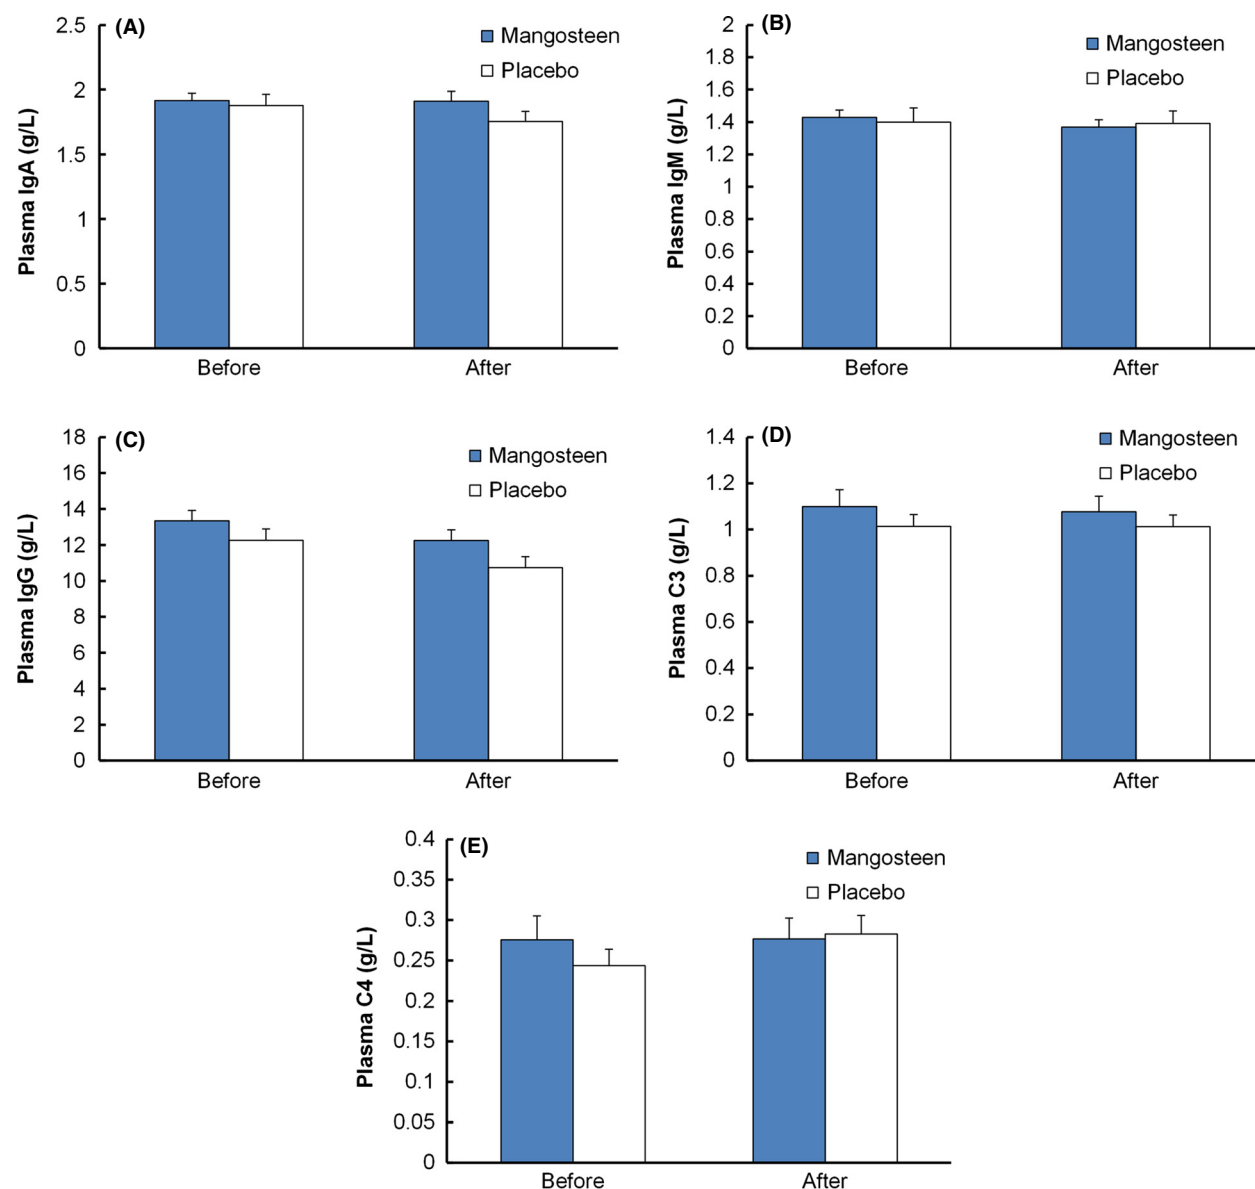 (A)
Mangosteen
Placebo
Plasma IgA (g/L)
2.5
2
1.5
1
0.5
0
Before After
(B)
Mangosteen
Placebo
Plasma IgM (g/L)
2
1.8
1.6
1.4
1.2
1
0.8
0.6
0.4
0.2
0
Before After
(C)
Mangosteen
Placebo
Plasma IgG (g/L)
18
16
14
12
10
8
6
4
2
0
Before After
(D)
Mangosteen
Placebo
Plasma C3 (g/L)
1.4
1.2
1
0.8
0.6
0.4
0.2
0
Before After
(E)
Mangosteen
Placebo
Plasma C4 (g/L)
0.4
0.35
0.3
0.25
0.2
0.15
0.1
0.05
0
Before After